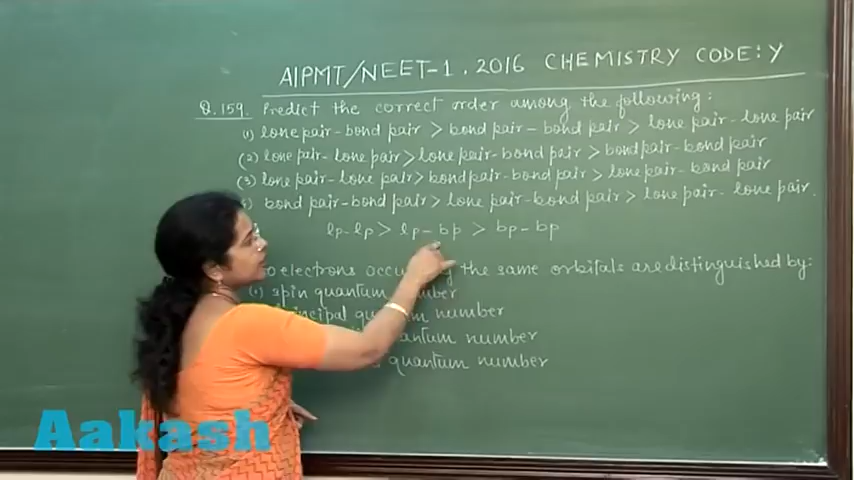 AIPMT/NEET-1. 2016 CHEMISTRY CODE: Y
Q. 159. Predict the correct order among the following:
(1) lone pair - bond pair > bond pair - bond pair > lone pair - lone pair
(2) lone pair - lone pair > lone pair - bond pair > bond pair - bond pair
(3) lone pair - lone pair > bond pair - bond pair > lone pair - bond pair
bond pair - bond pair > lone pair - bond pair > lone pair - lone pair.
lp - lp > lp - bp > bp - bp
electrons the same orbitals are distinguished by:
spin quantum number
quantum number
quantum number
quantum number
Aakash